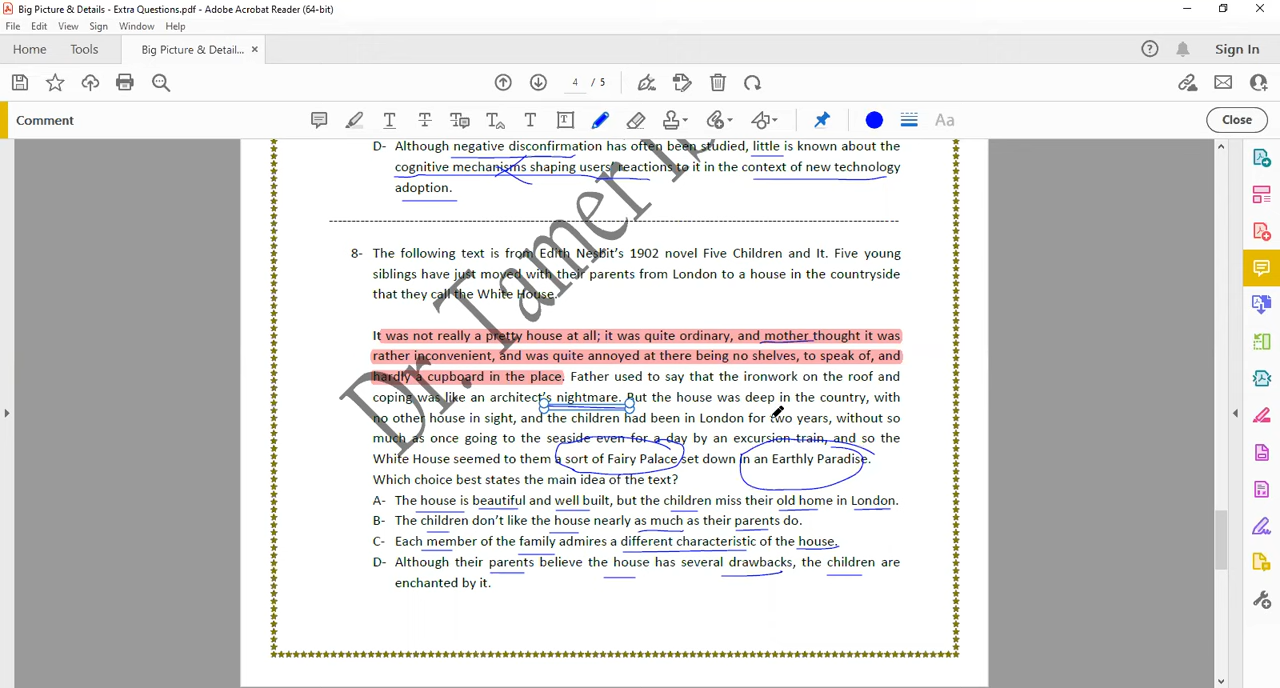 Big Picture & Details - Extra Questions.pdf - Adobe Acrobat Reader (64-bit)
File Edit View Sign Window Help
Home Tools Big Picture & Detail... × Sign In
4 / 5
Comment Aa Close
D- Although negative disconfirmation has often been studied, little is known about the
cognitive mechanisms shaping users' reactions to it in the context of new technology
adoption.
8- The following text is from Edith Nesbit's 1902 novel Five Children and It. Five young
siblings have just moved with their parents from London to a house in the countryside
that they call the White House.
It was not really a pretty house at all; it was quite ordinary, and mother thought it was
rather inconvenient, and was quite annoyed at there being no shelves, to speak of, and
hardly a cupboard in the place. Father used to say that the ironwork on the roof and
coping was like an architect's nightmare. But the house was deep in the country, with
no other house in sight, and the children had been in London for two years, without so
much as once going to the seaside even for a day by an excursion train, and so the
White House seemed to them a sort of Fairy Palace set down in an Earthly Paradise.
Which choice best states the main idea of the text?
A- The house is beautiful and well built, but the children miss their old home in London.
B- The children don't like the house nearly as much as their parents do.
C- Each member of the family admires a different characteristic of the house.
D- Although their parents believe the house has several drawbacks, the children are
enchanted by it.
Dr. Tamer